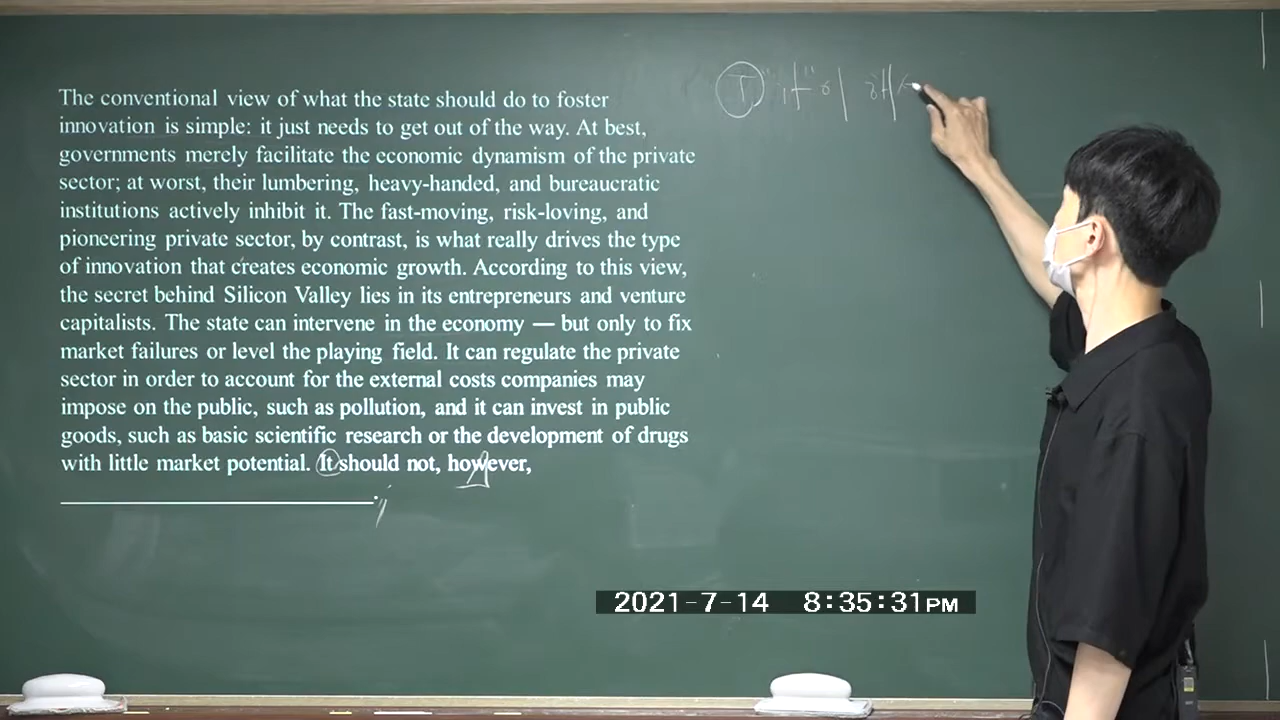 The conventional view of what the state should do to foster
innovation is simple: it just needs to get out of the way. At best,
governments merely facilitate the economic dynamism of the private
sector; at worst, their lumbering, heavy-handed, and bureaucratic
institutions actively inhibit it. The fast-moving, risk-loving, and
pioneering private sector, by contrast, is what really drives the type
of innovation that creates economic growth. According to this view,
the secret behind Silicon Valley lies in its entrepreneurs and venture
capitalists. The state can intervene in the economy — but only to fix
market failures or level the playing field. It can regulate the private
sector in order to account for the external costs companies may
impose on the public, such as pollution, and it can invest in public
goods, such as basic scientific research or the development of drugs
with little market potential. It should not, however,
2021-7-14 8:35:31PM